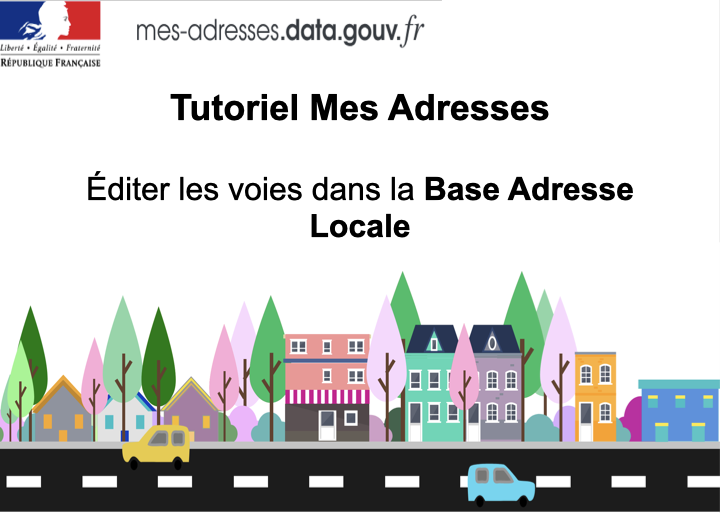 mes-adresses.data.gouv.fr
Liberté • Égalité • Fraternité
RÉPUBLIQUE FRANÇAISE
Tutoriel Mes Adresses
Éditer les voies dans la Base Adresse
Locale